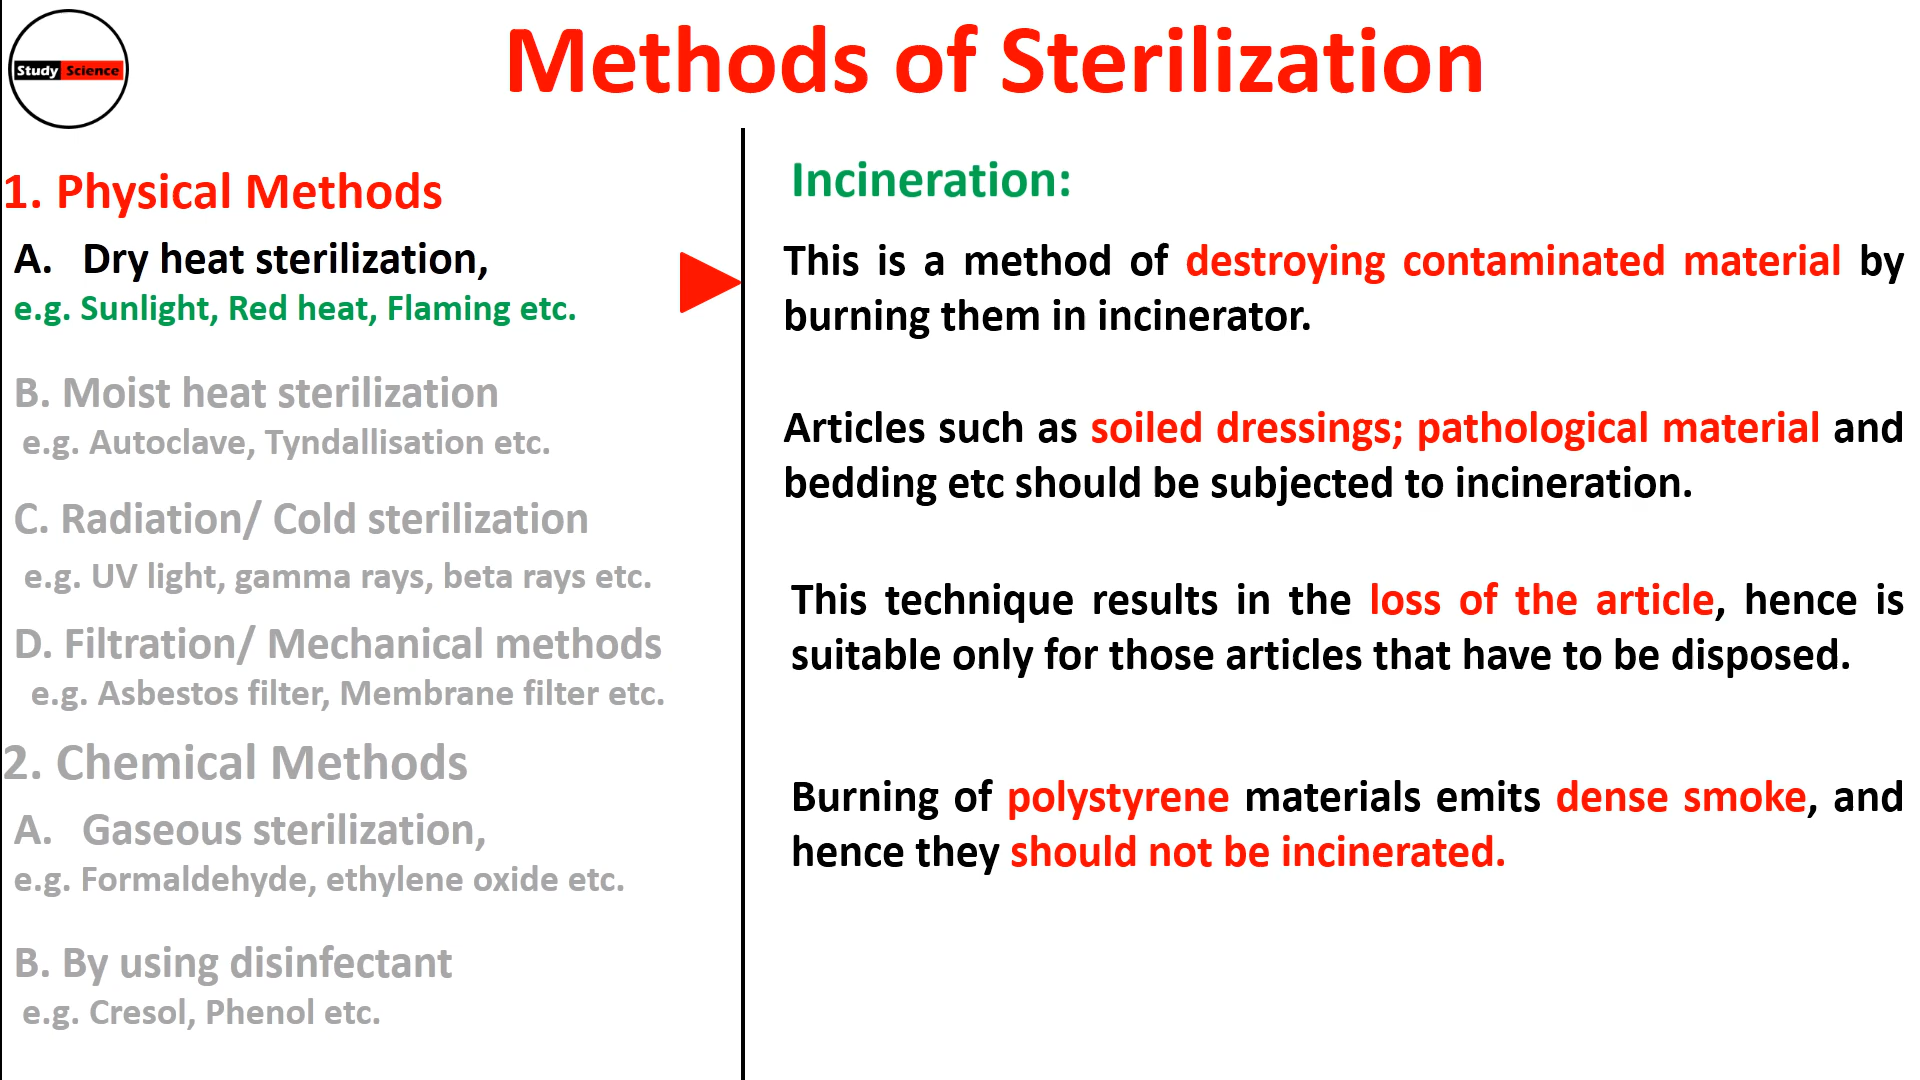 Study Science
Methods of Sterilization
1. Physical Methods
A. Dry heat sterilization,
e.g. Sunlight, Red heat, Flaming etc.
B. Moist heat sterilization
e.g. Autoclave, Tyndallisation etc.
C. Radiation/ Cold sterilization
e.g. UV light, gamma rays, beta rays etc.
D. Filtration/ Mechanical methods
e.g. Asbestos filter, Membrane filter etc.
2. Chemical Methods
A. Gaseous sterilization,
e.g. Formaldehyde, ethylene oxide etc.
B. By using disinfectant
e.g. Cresol, Phenol etc.
Incineration:
This is a method of destroying contaminated material by
burning them in incinerator.
Articles such as soiled dressings; pathological material and
bedding etc should be subjected to incineration.
This technique results in the loss of the article, hence is
suitable only for those articles that have to be disposed.
Burning of polystyrene materials emits dense smoke, and
hence they should not be incinerated.